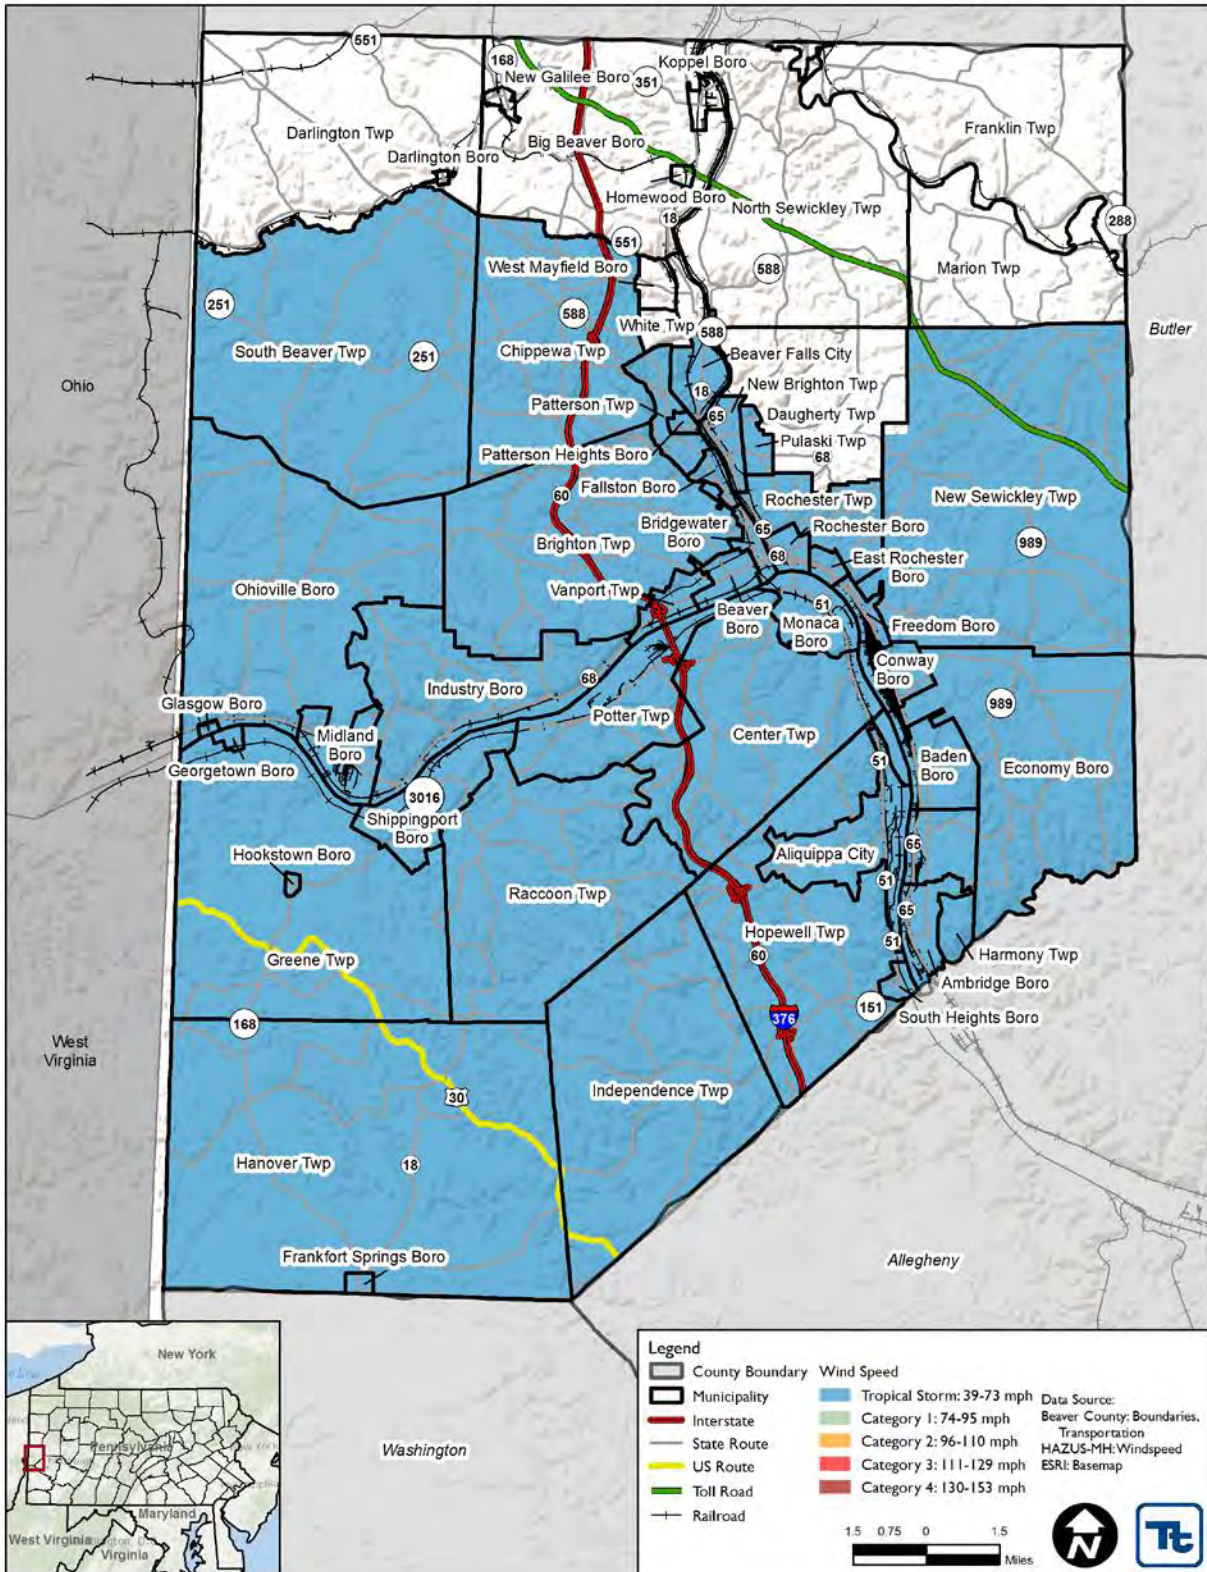 551
168
Koppel Boro
New Galilee Boro
351
Darlington Twp
Franklin Twp
Big Beaver Boro
Darlington Boro
Homewood Boro
North Sewickley Twp
18
288
551
West Mayfield Boro
588
Marion Twp
251
588
White Twp
588
Butler
South Beaver Twp
251
Chippewa Twp
Beaver Falls City
Ohio
18
New Brighton Twp
Patterson Twp
65
Daugherty Twp
Pulaski Twp
Patterson Heights Boro
68
Fallston Boro
60
Rochester Twp
New Sewickley Twp
Bridgewater
Boro
65
Rochester Boro
989
Brighton Twp
68
East Rochester
Boro
Ohioville Boro
Vanport Twp
Beaver
Boro
51
Monaca
Boro
Freedom Boro
Conway
Boro
Industry Boro
68
Glasgow Boro
Potter Twp
989
Midland
Boro
Center Twp
Georgetown Boro
51
Baden
Boro
Economy Boro
3016
Shippingport
Boro
Hookstown Boro
Aliquippa City
65
51
Raccoon Twp
65
Hopewell Twp
51
Greene Twp
60
Harmony Twp
Ambridge Boro
151
South Heights Boro
168
376
West
Virginia
30
Independence Twp
Hanover Twp
18
Frankfort Springs Boro
Allegheny
Washington
New York
Pennsylvania
Maryland
West Virginia
Virginia
Legend
County Boundary
Municipality
Interstate
State Route
US Route
Toll Road
Railroad
Wind Speed
Tropical Storm: 39-73 mph
Category 1: 74-95 mph
Category 2: 96-110 mph
Category 3: 111-129 mph
Category 4: 130-153 mph
Data Source:
Beaver County: Boundaries,
Transportation
HAZUS-MH: Windspeed
ESRI: Basemap
1.5 0.75 0 1.5
Miles
N
Tt